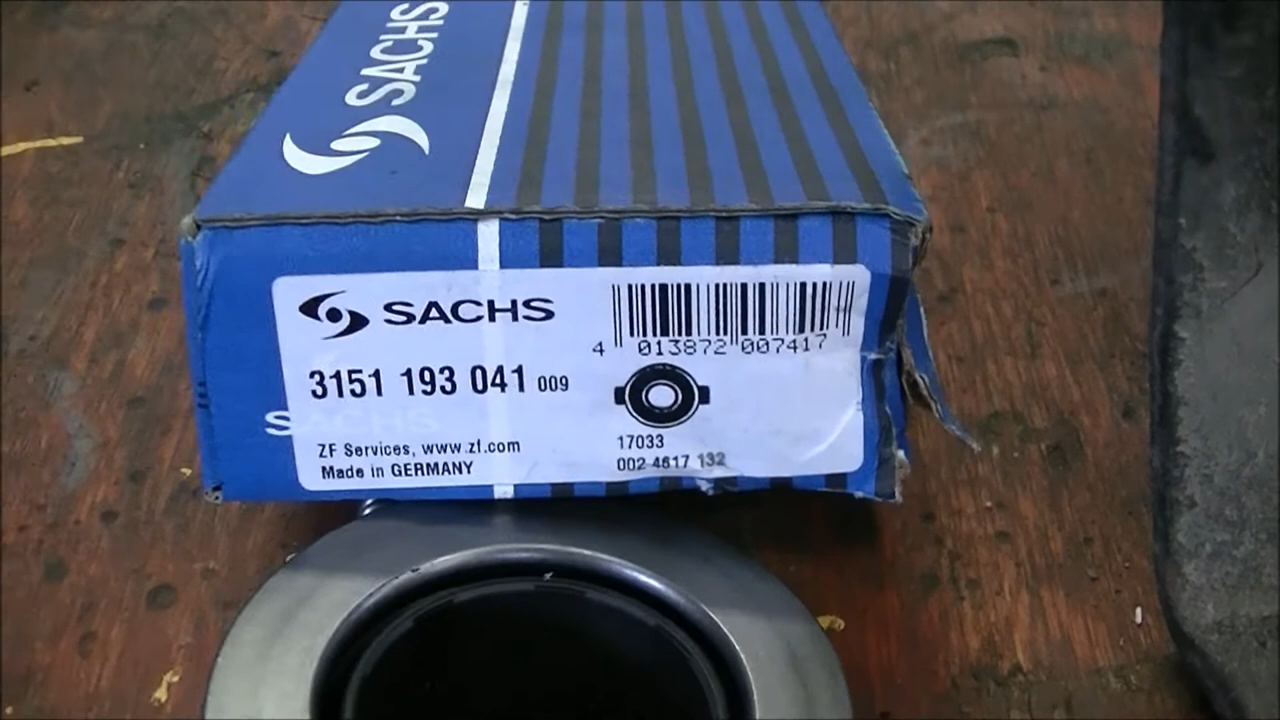 SACHS
SACHS
4 013872 007417
3151 193 041 009
SACHS
ZF Services, www.zf.com
Made in GERMANY
17033
002 4617 132